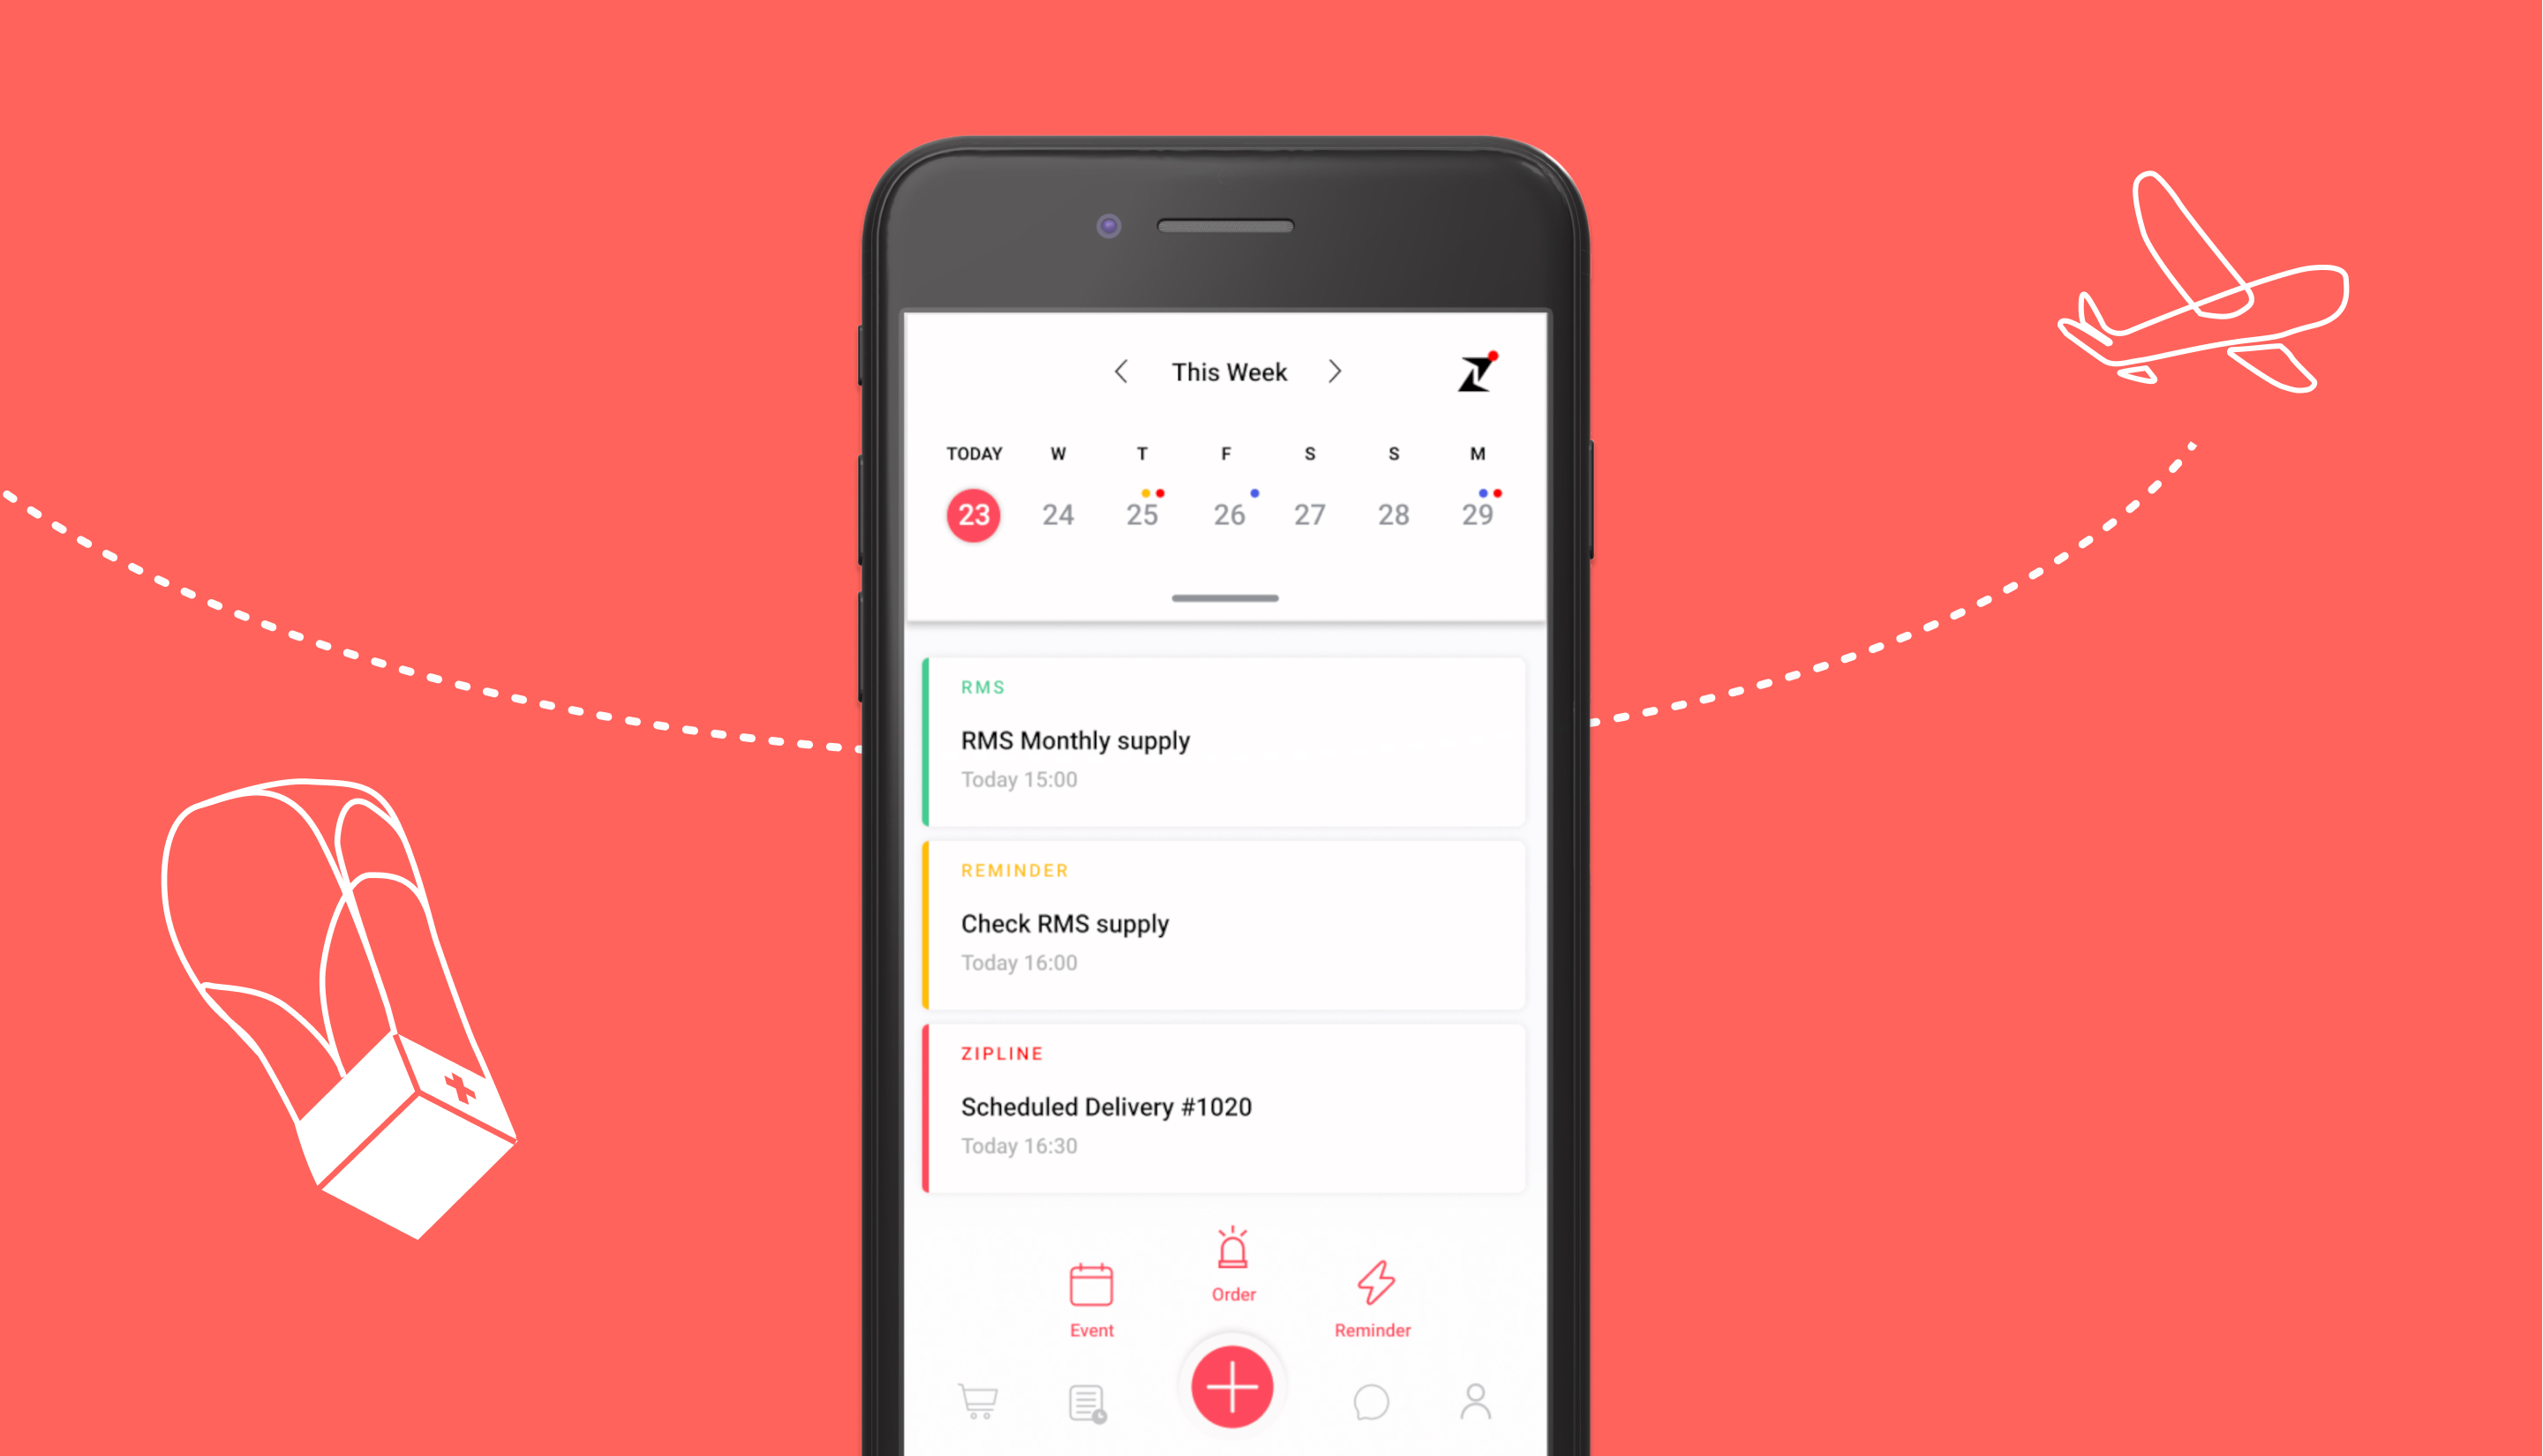 This Week
TODAY W T F S S M
23 24 25 26 27 28 29
RMS
RMS Monthly supply
Today 15:00
REMINDER
Check RMS supply
Today 16:00
ZIPLINE
Scheduled Delivery #1020
Today 16:30
Order
Event
Reminder